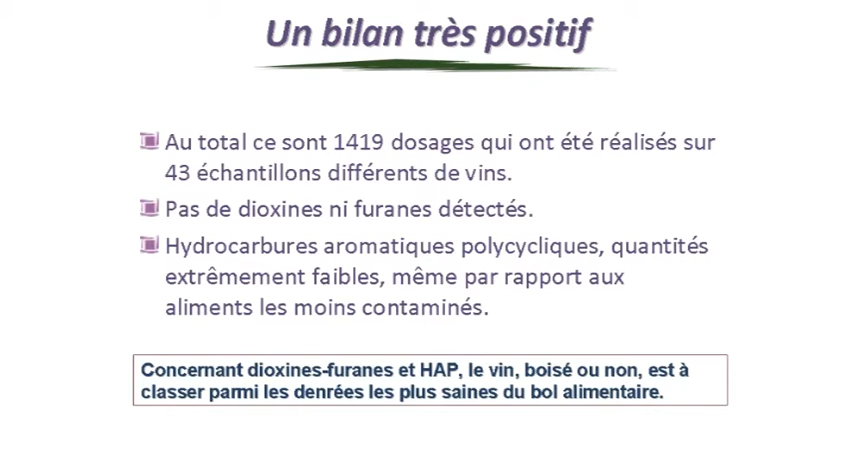 Un bilan très positif
Au total ce sont 1419 dosages qui ont été réalisés sur
43 échantillons différents de vins.
Pas de dioxines ni furanes détectés.
Hydrocarbures aromatiques polycycliques, quantités
extrêmement faibles, même par rapport aux
aliments les moins contaminés.
Concernant dioxines-furanes et HAP, le vin, boisé ou non, est à
classer parmi les denrées les plus saines du bol alimentaire.